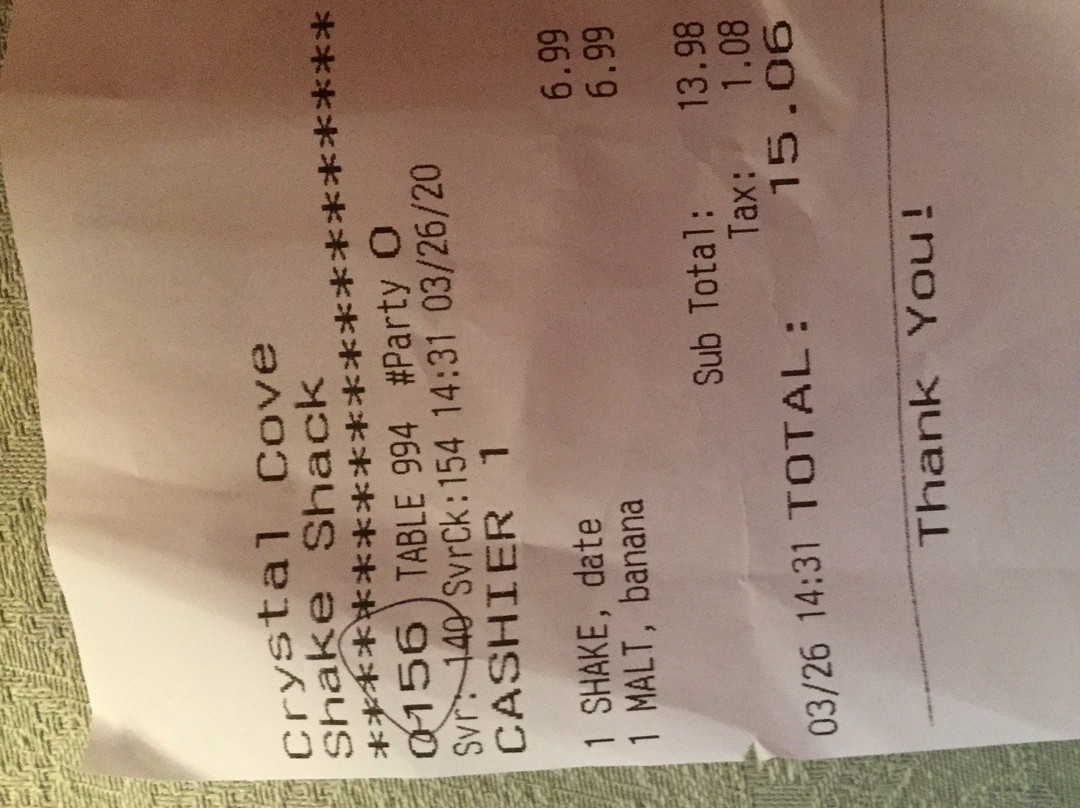 Crystal Cove
Shake Shack
************************
0156 TABLE 994 #Party 0
Svr: 140 SvrCk:154 14:31 03/26/20
CASHIER 1
1 SHAKE, date 6.99
1 MALT, banana 6.99
Sub Total: 13.98
Tax: 1.08
03/26 14:31 TOTAL: 15.06
Thank You!